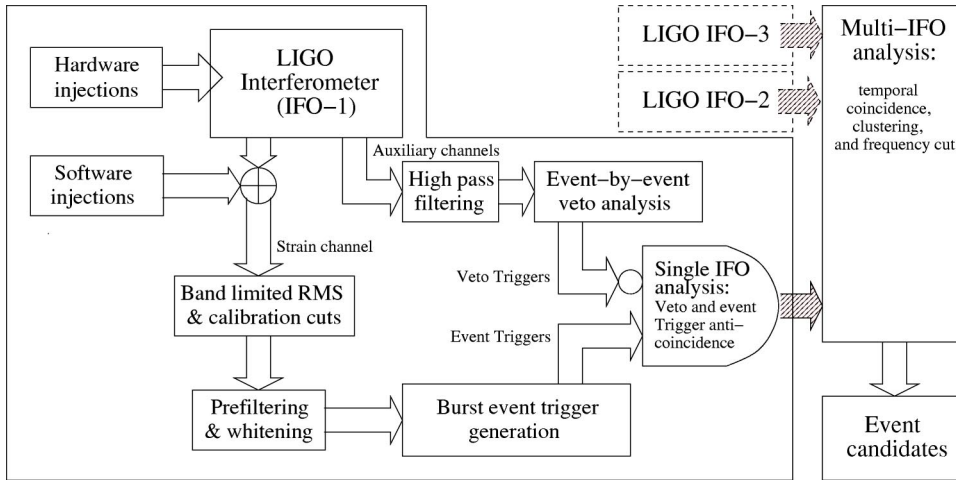 Hardware
injections
LIGO
Interferometer
(IFO−1)
LIGO IFO−3
LIGO IFO−2
Multi−IFO
analysis:
temporal
coincidence,
clustering,
and frequency cut
Software
injections
Auxiliary channels
High pass
filtering
Event−by−event
veto analysis
Strain channel
Veto Triggers
Single IFO
analysis:
Veto and event
Trigger anti−
coincidence
Band limited RMS
& calibration cuts
Event Triggers
Prefiltering
& whitening
Burst event trigger
generation
Event
candidates